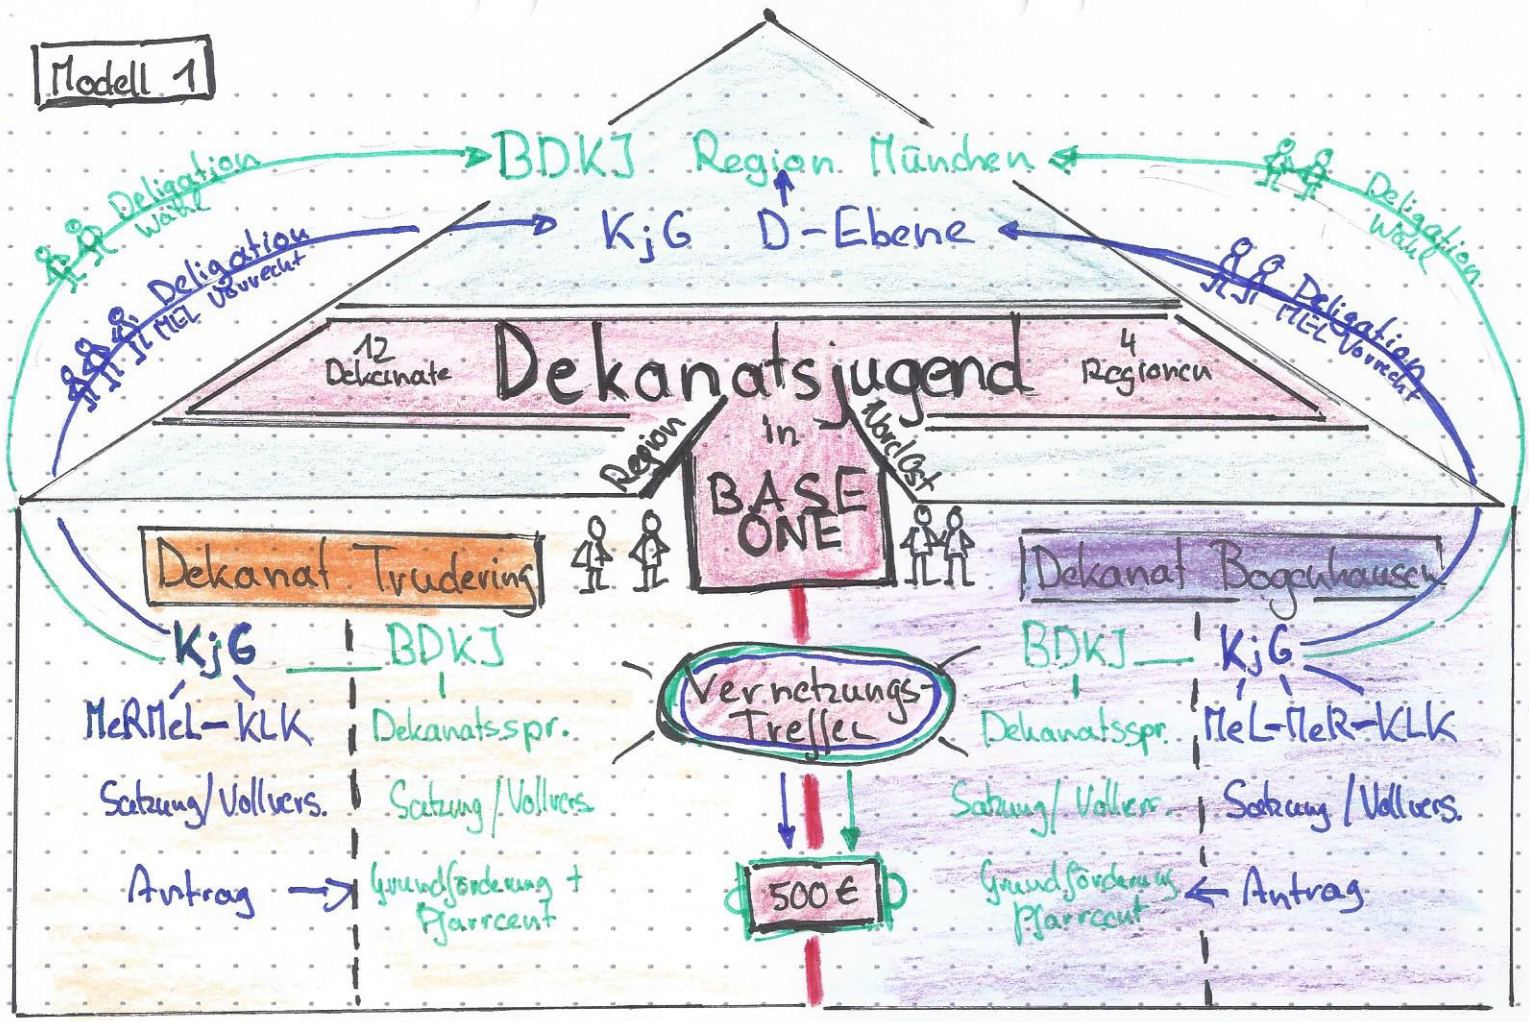 Modell 1
BDKJ Region München
KjG D-Ebene
Deligation
Wahl
Deligation
MEL Vorrecht
Deligation
Wahl
Deligation
MEL Vorrecht
12
Dekanate
Dekanatsjugend
4
Regionen
in
Region
NordOst
BASE
ONE
Dekanat Trudering
KjG
BDKJ
MeRMeL-KLK
Dekanatsspr.
Satzung/Vollvers.
Satzung/Vollvers.
Antrag
Grundförderung +
Pfarrcent
Vernetzungs-
Treffen
500 €
Dekanat Bogenhausen
BDKJ
KjG
Dekanatsspr.
MeL-MeR-KLK
Satzung/Vollvers.
Satzung/Vollvers.
Grundförderung
Pfarrcent
Antrag